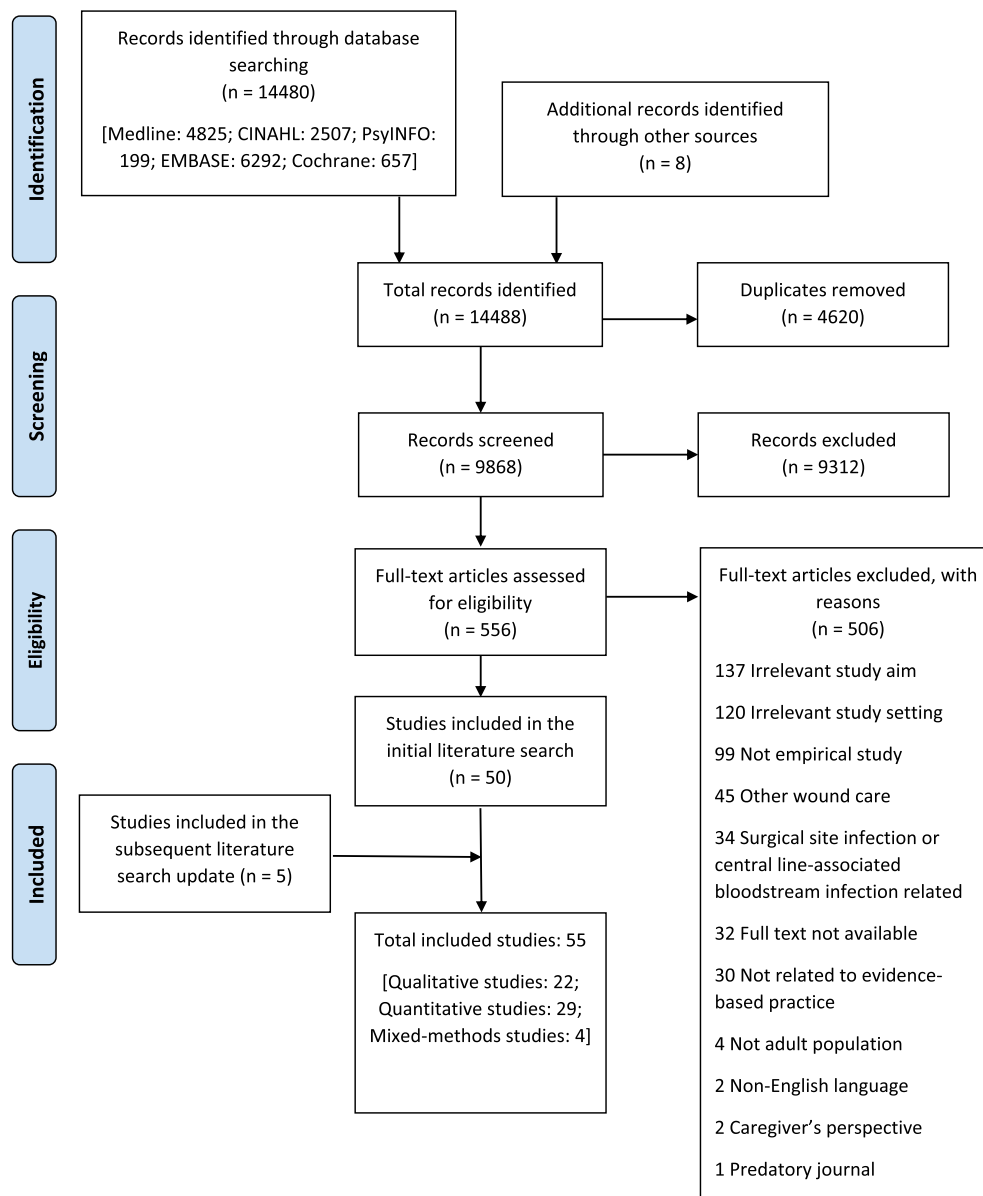 Identification
Records identified through database
searching
(n = 14480)
[Medline: 4825; CINAHL: 2507; PsyINFO:
199; EMBASE: 6292; Cochrane: 657]
Additional records identified
through other sources
(n = 8)
Total records identified
(n = 14488)
Duplicates removed
(n = 4620)
Screening
Records screened
(n = 9868)
Records excluded
(n = 9312)
Eligibility
Full-text articles assessed
for eligibility
(n = 556)
Full-text articles excluded, with
reasons
(n = 506)
137 Irrelevant study aim
120 Irrelevant study setting
99 Not empirical study
45 Other wound care
34 Surgical site infection or
central line-associated
bloodstream infection related
32 Full text not available
30 Not related to evidence-
based practice
4 Not adult population
2 Non-English language
2 Caregiver’s perspective
1 Predatory journal
Studies included in the
initial literature search
(n = 50)
Included
Studies included in the
subsequent literature
search update (n = 5)
Total included studies: 55
[Qualitative studies: 22;
Quantitative studies: 29;
Mixed-methods studies: 4]